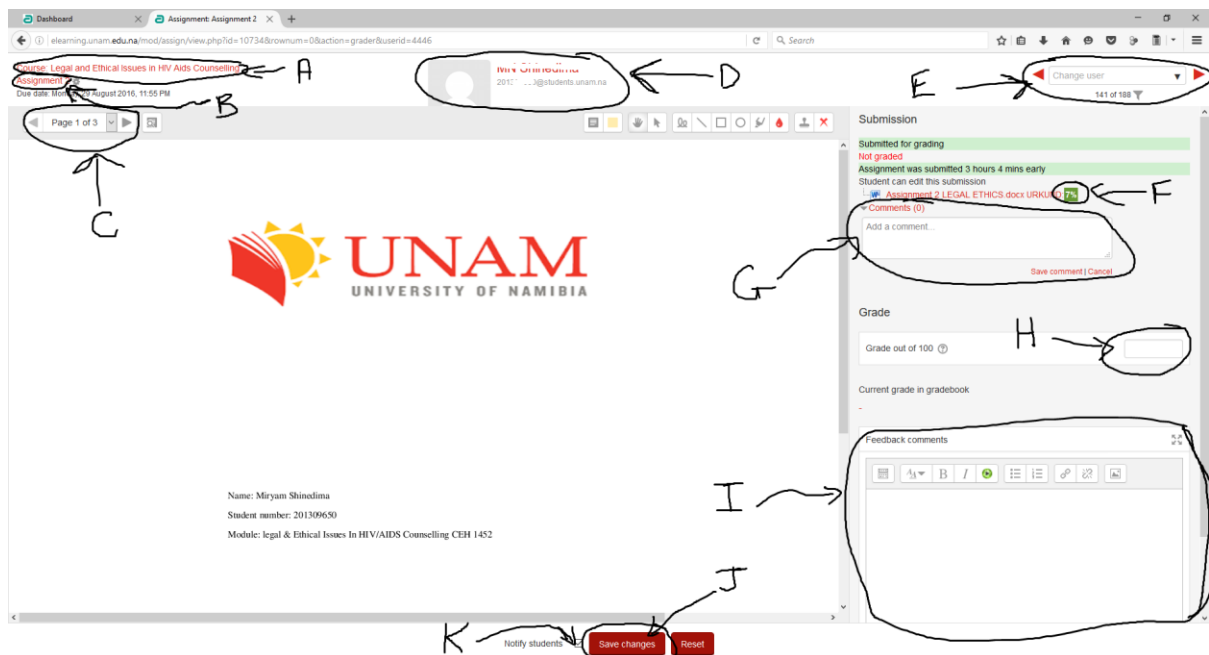 Dashboard
Assignment: Assignment 2
elearning.unam.edu.na/mod/assign/view.php?id=10734&rownum=0&action=grader&userid=4446
Search
Course: Legal and Ethical Issues in HIV Aids Counselling
A
Assignment
B
Due date: Monday, 29 August 2016, 11:55 PM
MN Shinedima
@students.unam.na
D
E
Change user
141 of 188
Page 1 of 3
C
UNAM
UNIVERSITY OF NAMIBIA
Name: Miryam Shinedima
Student number: 201309650
Module: legal & Ethical Issues In HIV/AIDS Counselling CEH 1452
Submission
Submitted for grading
Not graded
Assignment was submitted 3 hours 4 mins early
Student can edit this submission
Assignment 2 LEGAL ETHICS.docx URKUND 7%
F
Comments (0)
Add a comment...
G
Save comment | Cancel
Grade
H
Grade out of 100
Current grade in gradebook
-
Feedback comments
I
B I
J
K
Notify students
Save changes
Reset